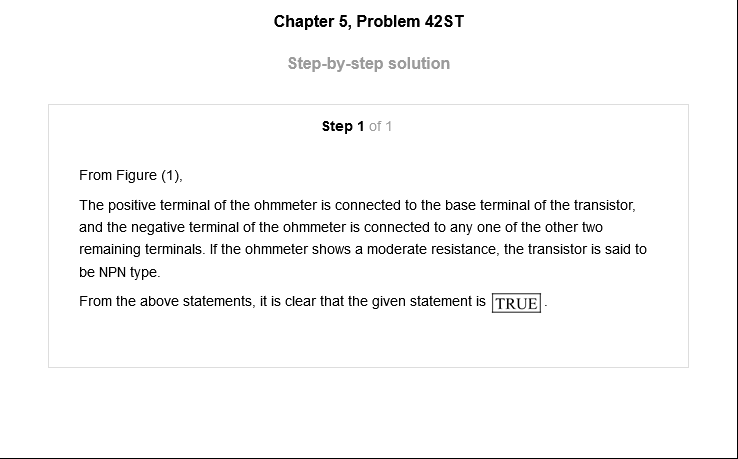 Chapter 5, Problem 42ST
Step-by-step solution
Step 1 of 1
From Figure (1),
The positive terminal of the ohmmeter is connected to the base terminal of the transistor,
and the negative terminal of the ohmmeter is connected to any one of the other two
remaining terminals. If the ohmmeter shows a moderate resistance, the transistor is said to
be NPN type.
From the above statements, it is clear that the given statement is TRUE.